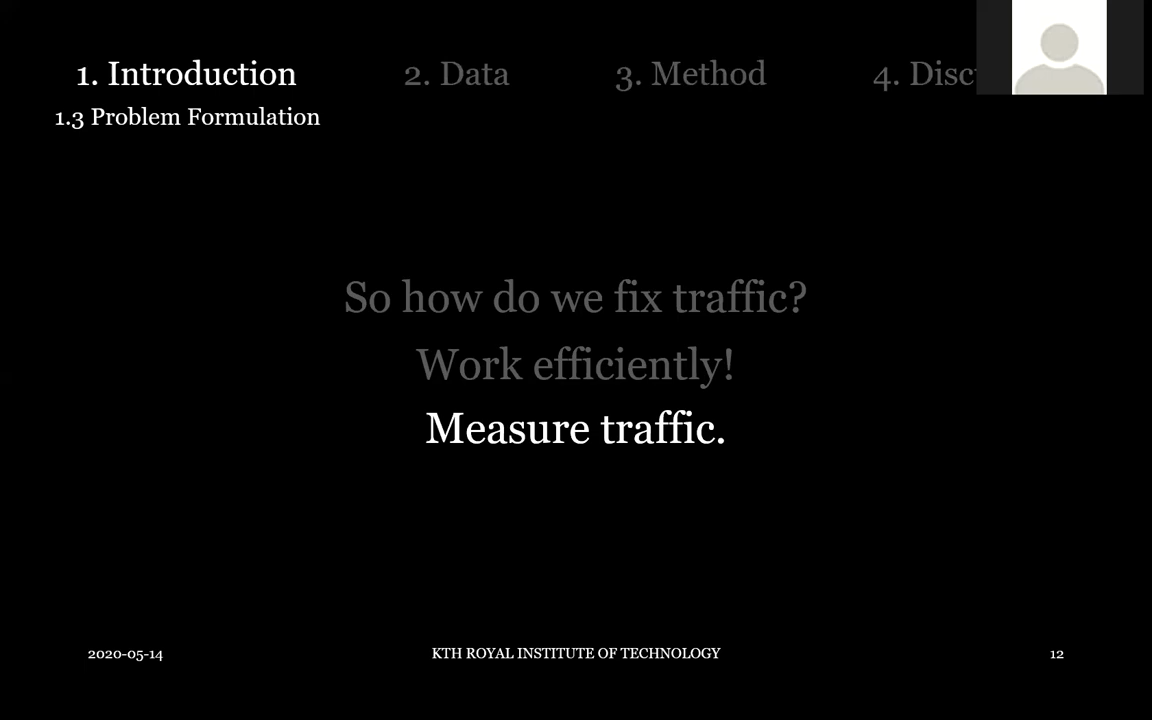 1. Introduction 2. Data 3. Method 4.
1.3 Problem Formulation
So how do we fix traffic?
Work efficiently!
Measure traffic.
2020-05-14 KTH ROYAL INSTITUTE OF TECHNOLOGY 12